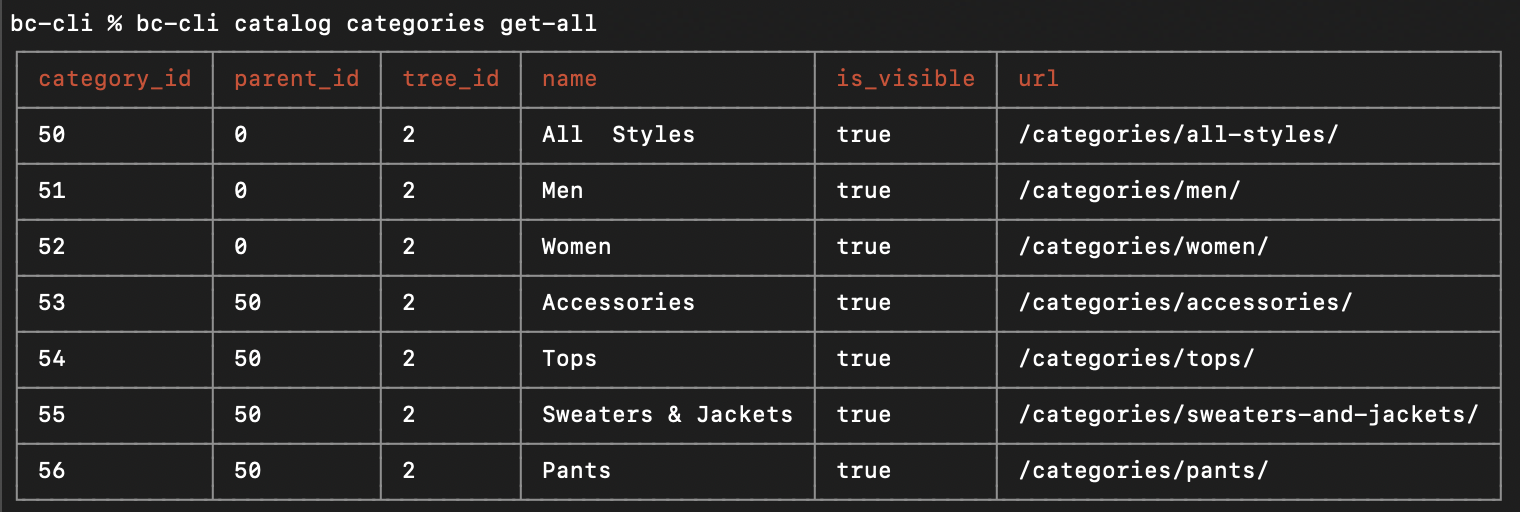 bc-cli % bc-cli catalog categories get-all
category_id parent_id tree_id name is_visible url
50 0 2 All  Styles true /categories/all-styles/
51 0 2 Men true /categories/men/
52 0 2 Women true /categories/women/
53 50 2 Accessories true /categories/accessories/
54 50 2 Tops true /categories/tops/
55 50 2 Sweaters & Jackets true /categories/sweaters-and-jackets/
56 50 2 Pants true /categories/pants/